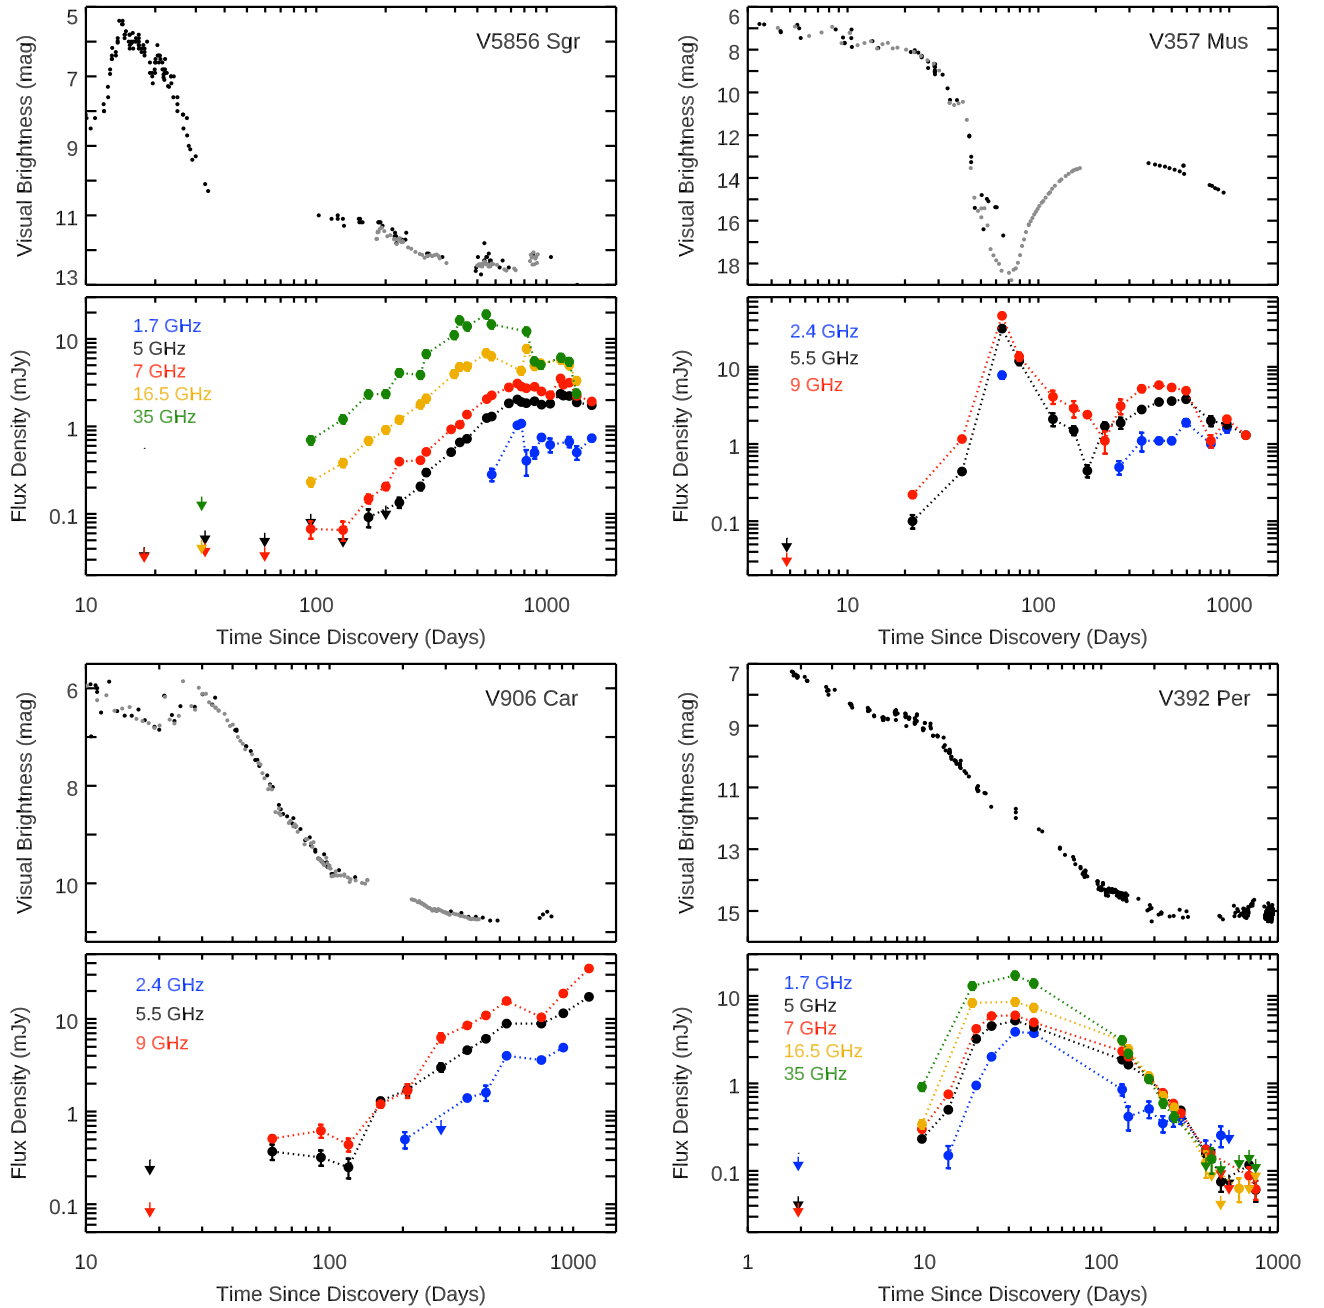 V5856 Sgr
Visual Brightness (mag)
5
7
9
11
13
1.7 GHz
5 GHz
7 GHz
16.5 GHz
35 GHz
Flux Density (mJy)
10
1
0.1
10 100 1000
Time Since Discovery (Days)
V357 Mus
Visual Brightness (mag)
6
8
10
12
14
16
18
2.4 GHz
5.5 GHz
9 GHz
Flux Density (mJy)
10
1
0.1
10 100 1000
Time Since Discovery (Days)
V906 Car
Visual Brightness (mag)
6
8
10
2.4 GHz
5.5 GHz
9 GHz
Flux Density (mJy)
10
1
0.1
10 100 1000
Time Since Discovery (Days)
V392 Per
Visual Brightness (mag)
7
9
11
13
15
1.7 GHz
5 GHz
7 GHz
16.5 GHz
35 GHz
Flux Density (mJy)
10
1
0.1
1 10 100 1000
Time Since Discovery (Days)